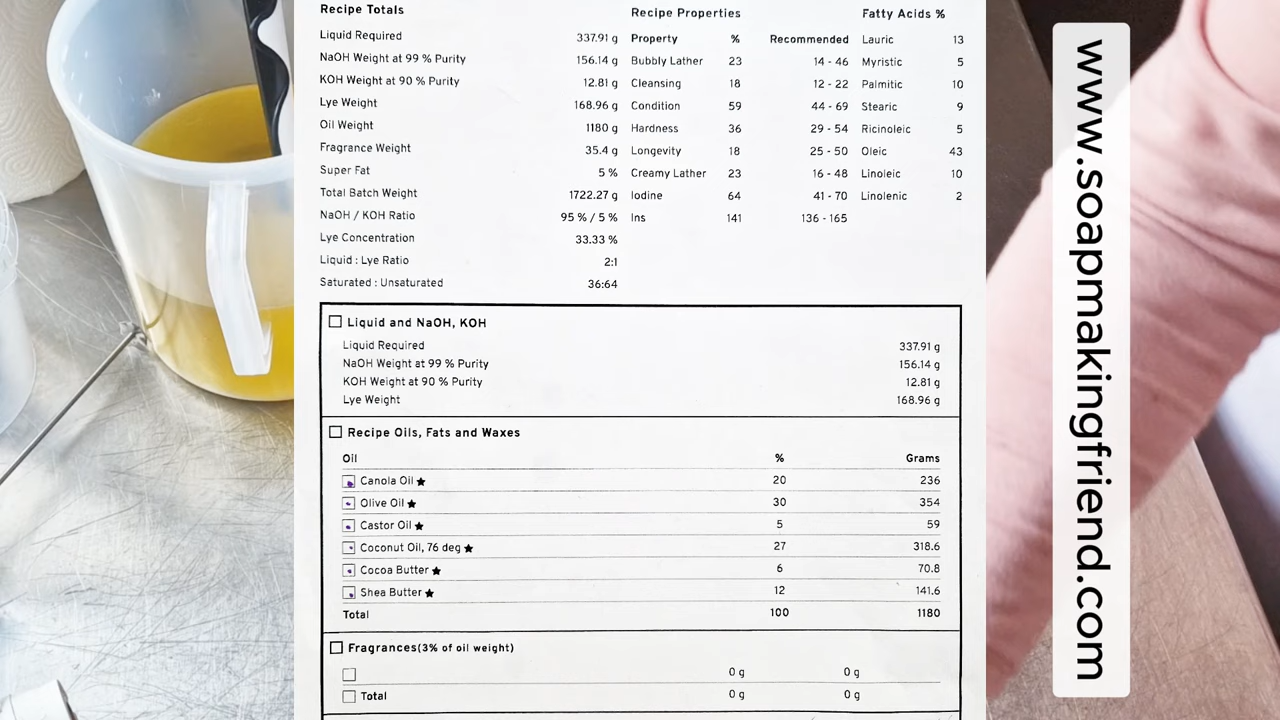 Recipe Totals
Liquid Required 337.91 g
NaOH Weight at 99 % Purity 156.14 g
KOH Weight at 90 % Purity 12.81 g
Lye Weight 168.96 g
Oil Weight 1180 g
Fragrance Weight 35.4 g
Super Fat 5 %
Total Batch Weight 1722.27 g
NaOH / KOH Ratio 95 % / 5 %
Lye Concentration 33.33 %
Liquid : Lye Ratio 2:1
Saturated : Unsaturated 36:64
Recipe Properties
Property % Recommended
Bubbly Lather 23 14 - 46
Cleansing 18 12 - 22
Condition 59 44 - 69
Hardness 36 29 - 54
Longevity 18 25 - 50
Creamy Lather 23 16 - 48
Iodine 64 41 - 70
Ins 141 136 - 165
Fatty Acids %
Lauric 13
Myristic 5
Palmitic 10
Stearic 9
Ricinoleic 5
Oleic 43
Linoleic 10
Linolenic 2
Liquid and NaOH, KOH
Liquid Required 337.91 g
NaOH Weight at 99 % Purity 156.14 g
KOH Weight at 90 % Purity 12.81 g
Lye Weight 168.96 g
Recipe Oils, Fats and Waxes
Oil % Grams
Canola Oil ★ 20 236
Olive Oil ★ 30 354
Castor Oil ★ 5 59
Coconut Oil, 76 deg ★ 27 318.6
Cocoa Butter ★ 6 70.8
Shea Butter ★ 12 141.6
Total 100 1180
Fragrances(3% of oil weight)
0 g 0 g
Total 0 g 0 g
www.soapmakingfriend.com